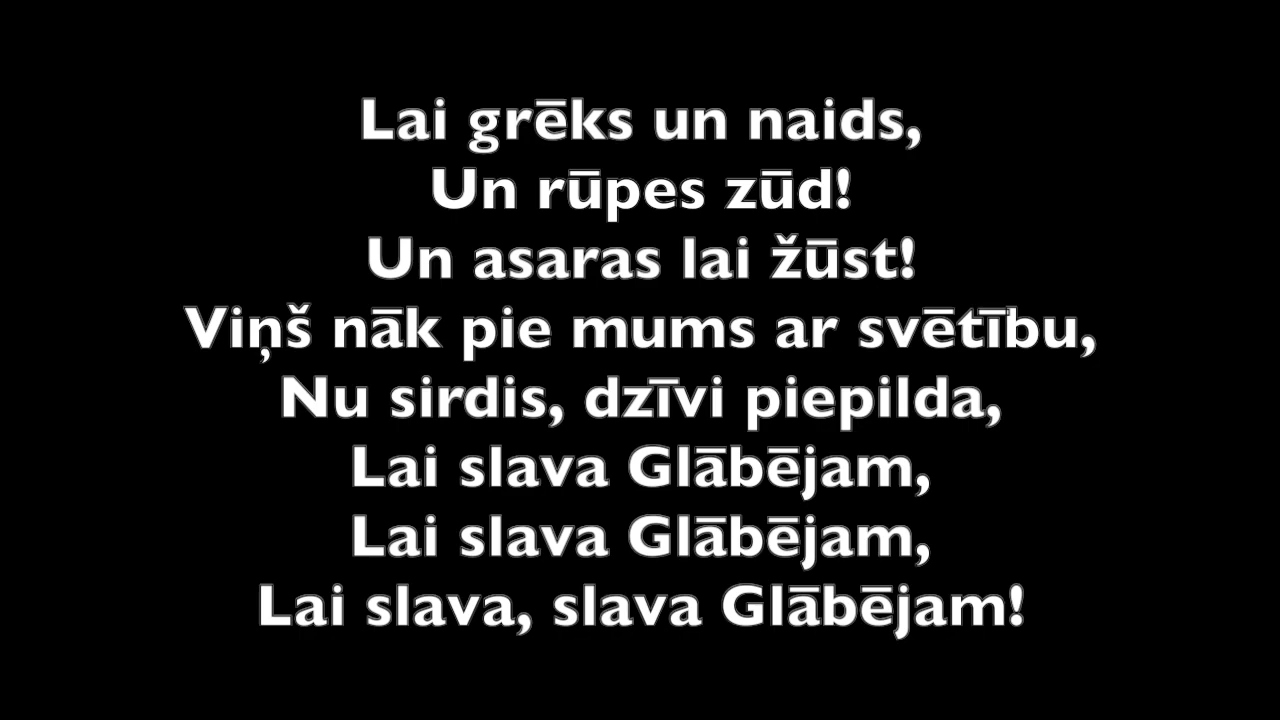 Lai grēks un naids,
Un rūpes zūd!
Un asaras lai žūst!
Viņš nāk pie mums ar svētību,
Nu sirdis, dzīvi piepilda,
Lai slava Glābējam,
Lai slava Glābējam,
Lai slava, slava Glābējam!